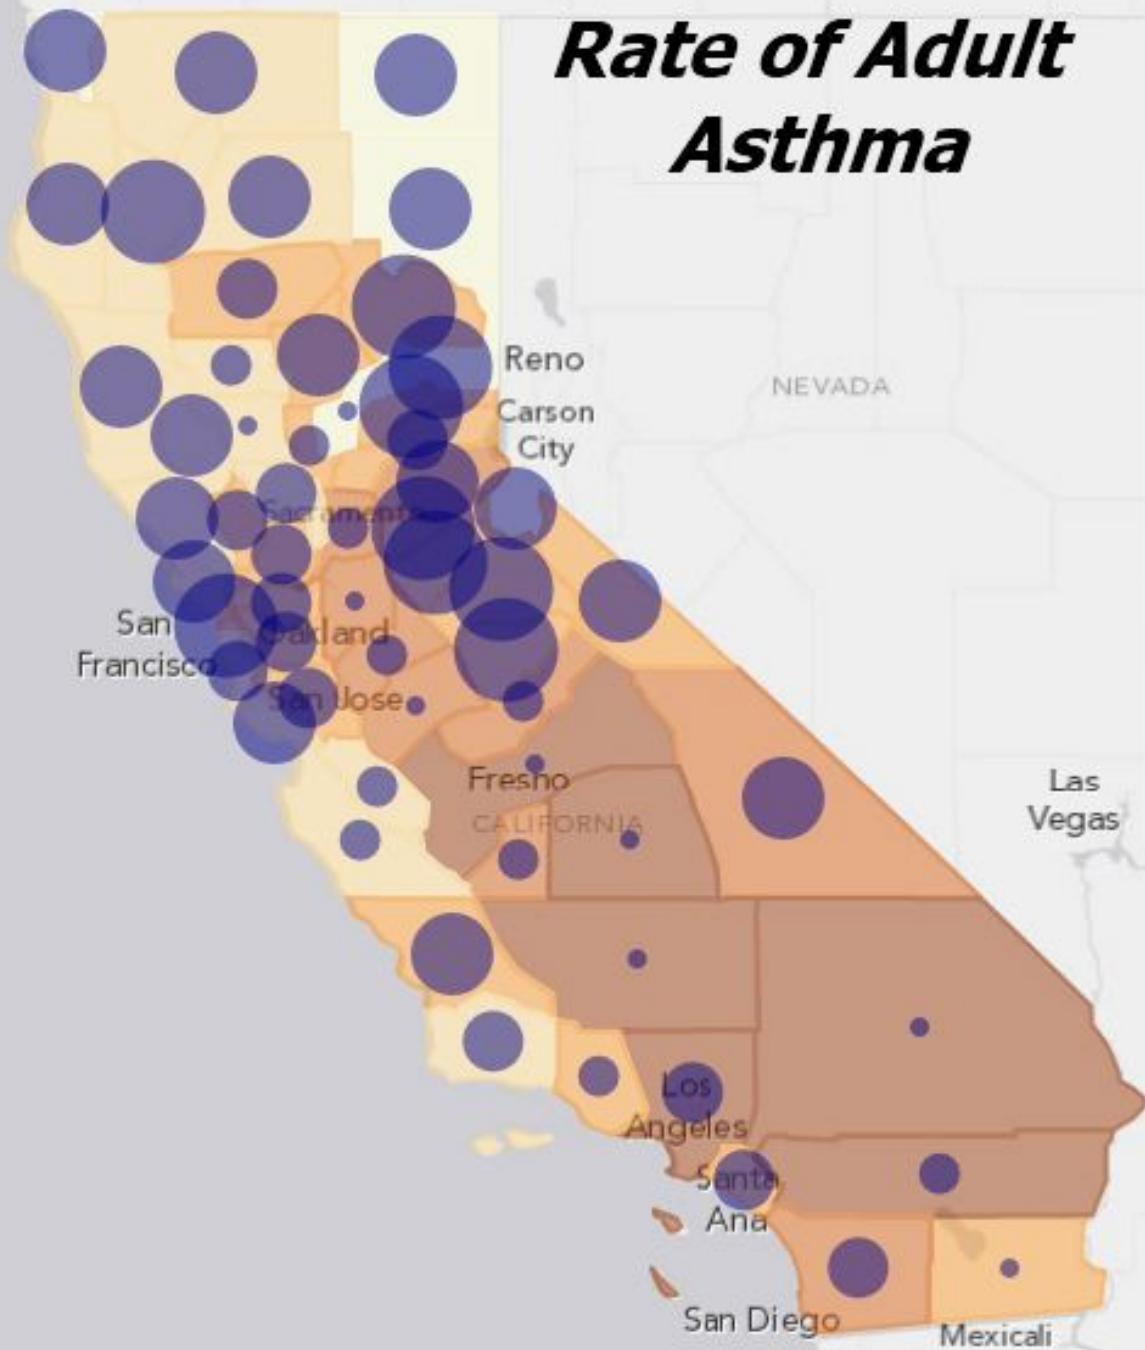 Rate of Adult
Asthma
Reno
NEVADA
Carson
City
Sacramento
San
Francisco
Oakland
San Jose
Fresno
CALIFORNIA
Las
Vegas
Los
Angeles
Santa
Ana
San Diego
Mexicali